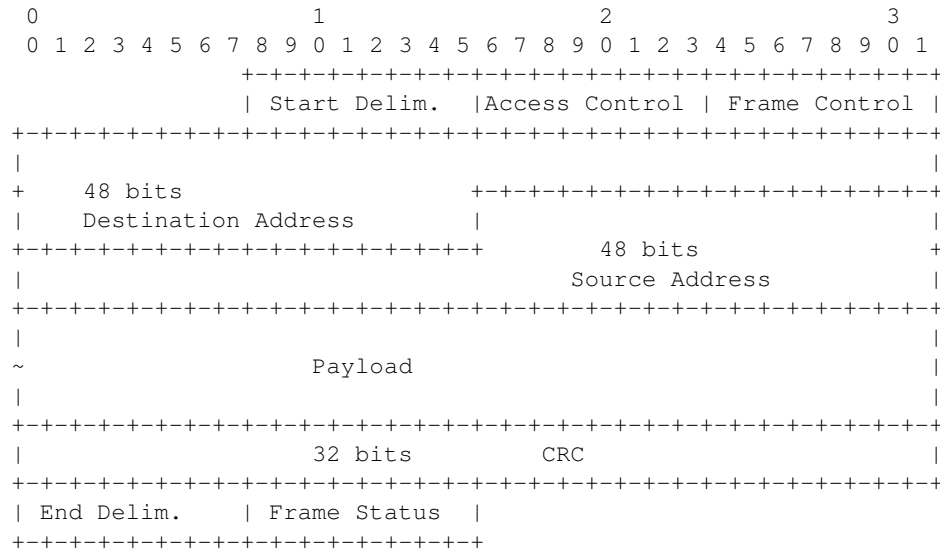 0                   1                   2                   3
 0 1 2 3 4 5 6 7 8 9 0 1 2 3 4 5 6 7 8 9 0 1 2 3 4 5 6 7 8 9 0 1
                +-+-+-+-+-+-+-+-+-+-+-+-+-+-+-+-+-+-+-+-+-+-+-+-+
                | Start Delim.  |Access Control | Frame Control |
+-+-+-+-+-+-+-+-+-+-+-+-+-+-+-+-+-+-+-+-+-+-+-+-+-+-+-+-+-+-+-+-+
|                                                               |
+    48 bits                    +-+-+-+-+-+-+-+-+-+-+-+-+-+-+-+-+
|    Destination Address        |                               |
+-+-+-+-+-+-+-+-+-+-+-+-+-+-+-+-+        48 bits                +
|                                      Source Address           |
+-+-+-+-+-+-+-+-+-+-+-+-+-+-+-+-+-+-+-+-+-+-+-+-+-+-+-+-+-+-+-+-+
|                                                               |
~                    Payload                                    |
|                                                               |
+-+-+-+-+-+-+-+-+-+-+-+-+-+-+-+-+-+-+-+-+-+-+-+-+-+-+-+-+-+-+-+-+
|                    32 bits         CRC                        |
+-+-+-+-+-+-+-+-+-+-+-+-+-+-+-+-+-+-+-+-+-+-+-+-+-+-+-+-+-+-+-+-+
| End Delim.    | Frame Status  |
+-+-+-+-+-+-+-+-+-+-+-+-+-+-+-+-+